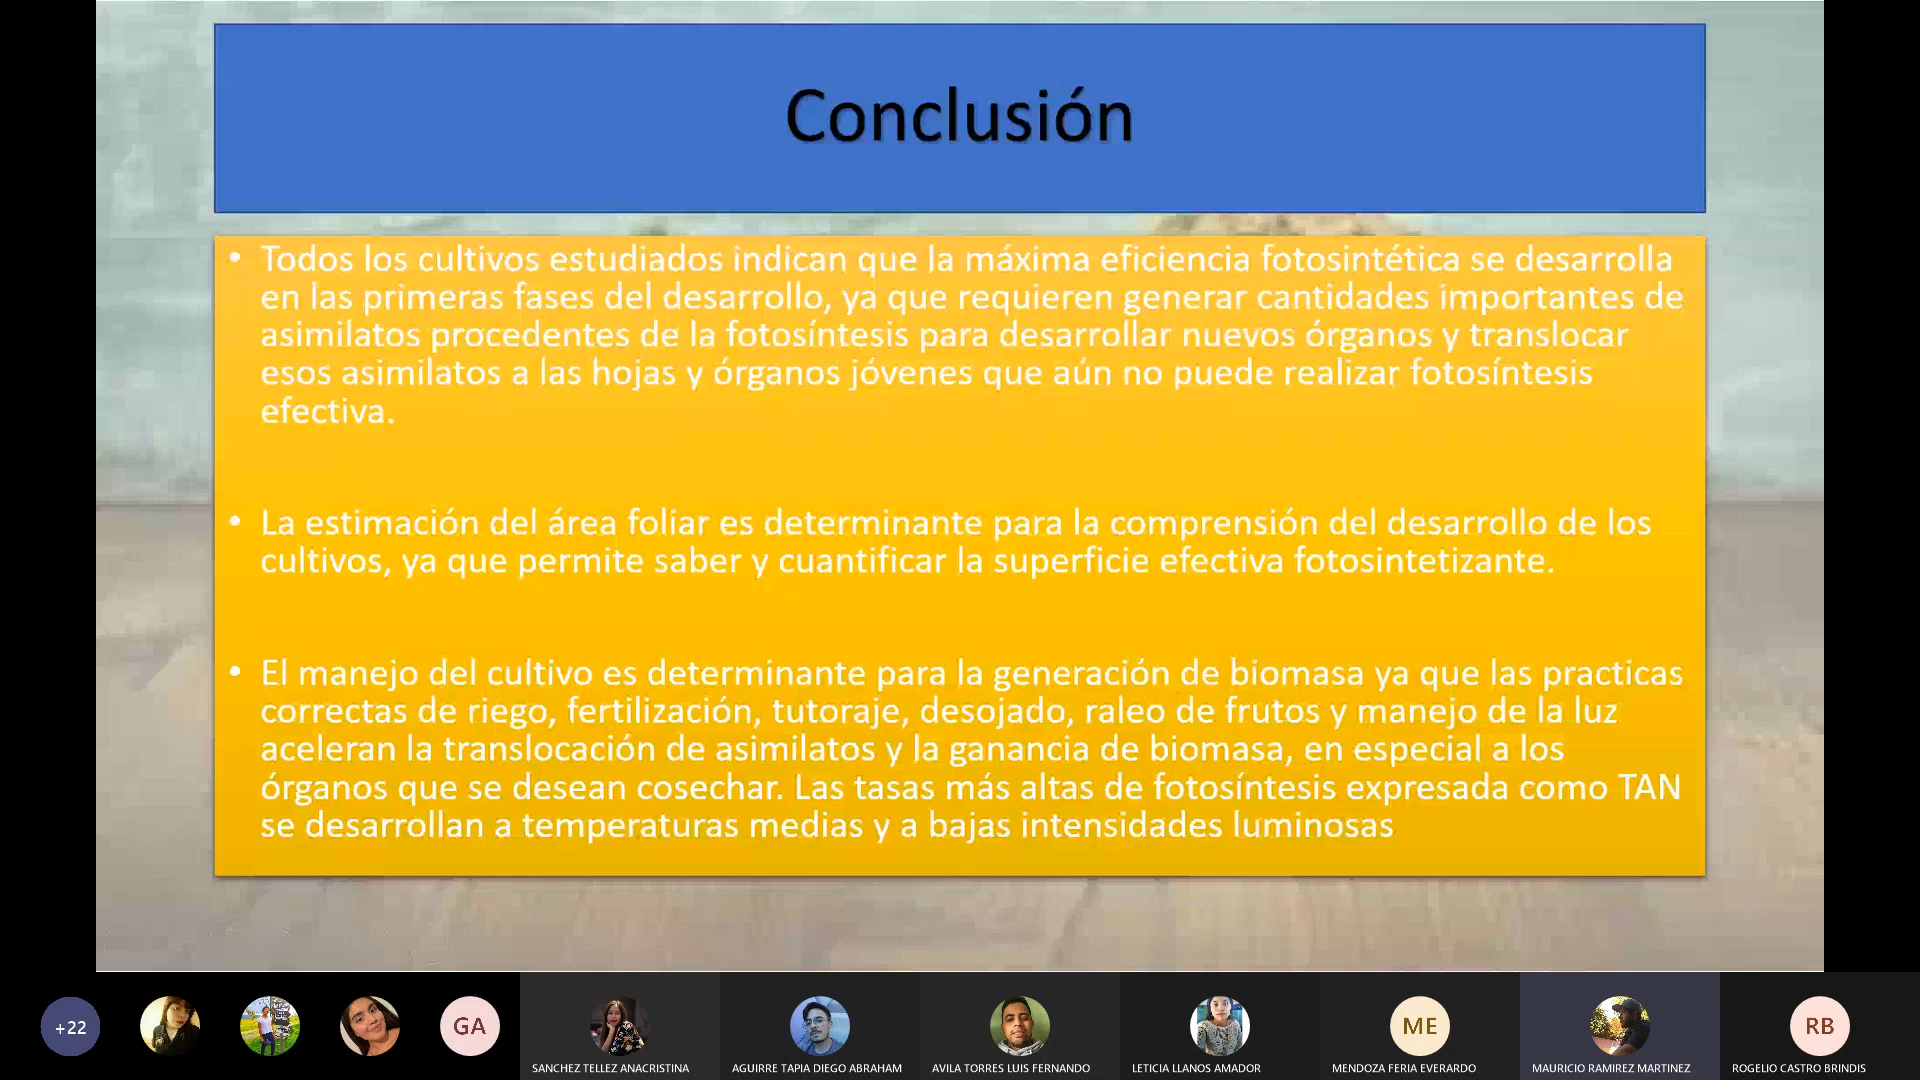 Conclusión
• Todos los cultivos estudiados indican que la máxima eficiencia fotosintética se desarrolla
en las primeras fases del desarrollo, ya que requieren generar cantidades importantes de
asimilatos procedentes de la fotosíntesis para desarrollar nuevos órganos y translocar
esos asimilatos a las hojas y órganos jóvenes que aún no puede realizar fotosíntesis
efectiva.
• La estimación del área foliar es determinante para la comprensión del desarrollo de los
cultivos, ya que permite saber y cuantificar la superficie efectiva fotosintetizante.
• El manejo del cultivo es determinante para la generación de biomasa ya que las practicas
correctas de riego, fertilización, tutoraje, desojado, raleo de frutos y manejo de la luz
aceleran la translocación de asimilatos y la ganancia de biomasa, en especial a los
órganos que se desean cosechar. Las tasas más altas de fotosíntesis expresada como TAN
se desarrollan a temperaturas medias y a bajas intensidades luminosas
+22
GA
ME
RB
SANCHEZ TELLEZ ANACRISTINA
AGUIRRE TAPIA DIEGO ABRAHAM
AVILA TORRES LUIS FERNANDO
LETICIA LLANOS AMADOR
MENDOZA FERIA EVERARDO
MAURICIO RAMIREZ MARTINEZ
ROGELIO CASTRO BRINDIS